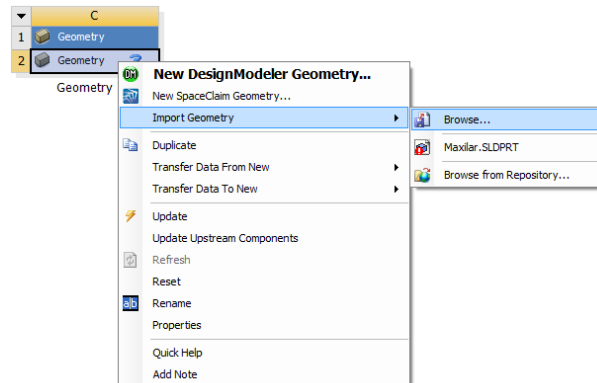 C
1 Geometry
2 Geometry ?
Geometry
DM New DesignModeler Geometry...
New SpaceClaim Geometry...
Import Geometry
Browse...
Maxilar.SLDPRT
Browse from Repository...
Duplicate
Transfer Data From New
Transfer Data To New
Update
Update Upstream Components
Refresh
Reset
a|b Rename
Properties
Quick Help
Add Note